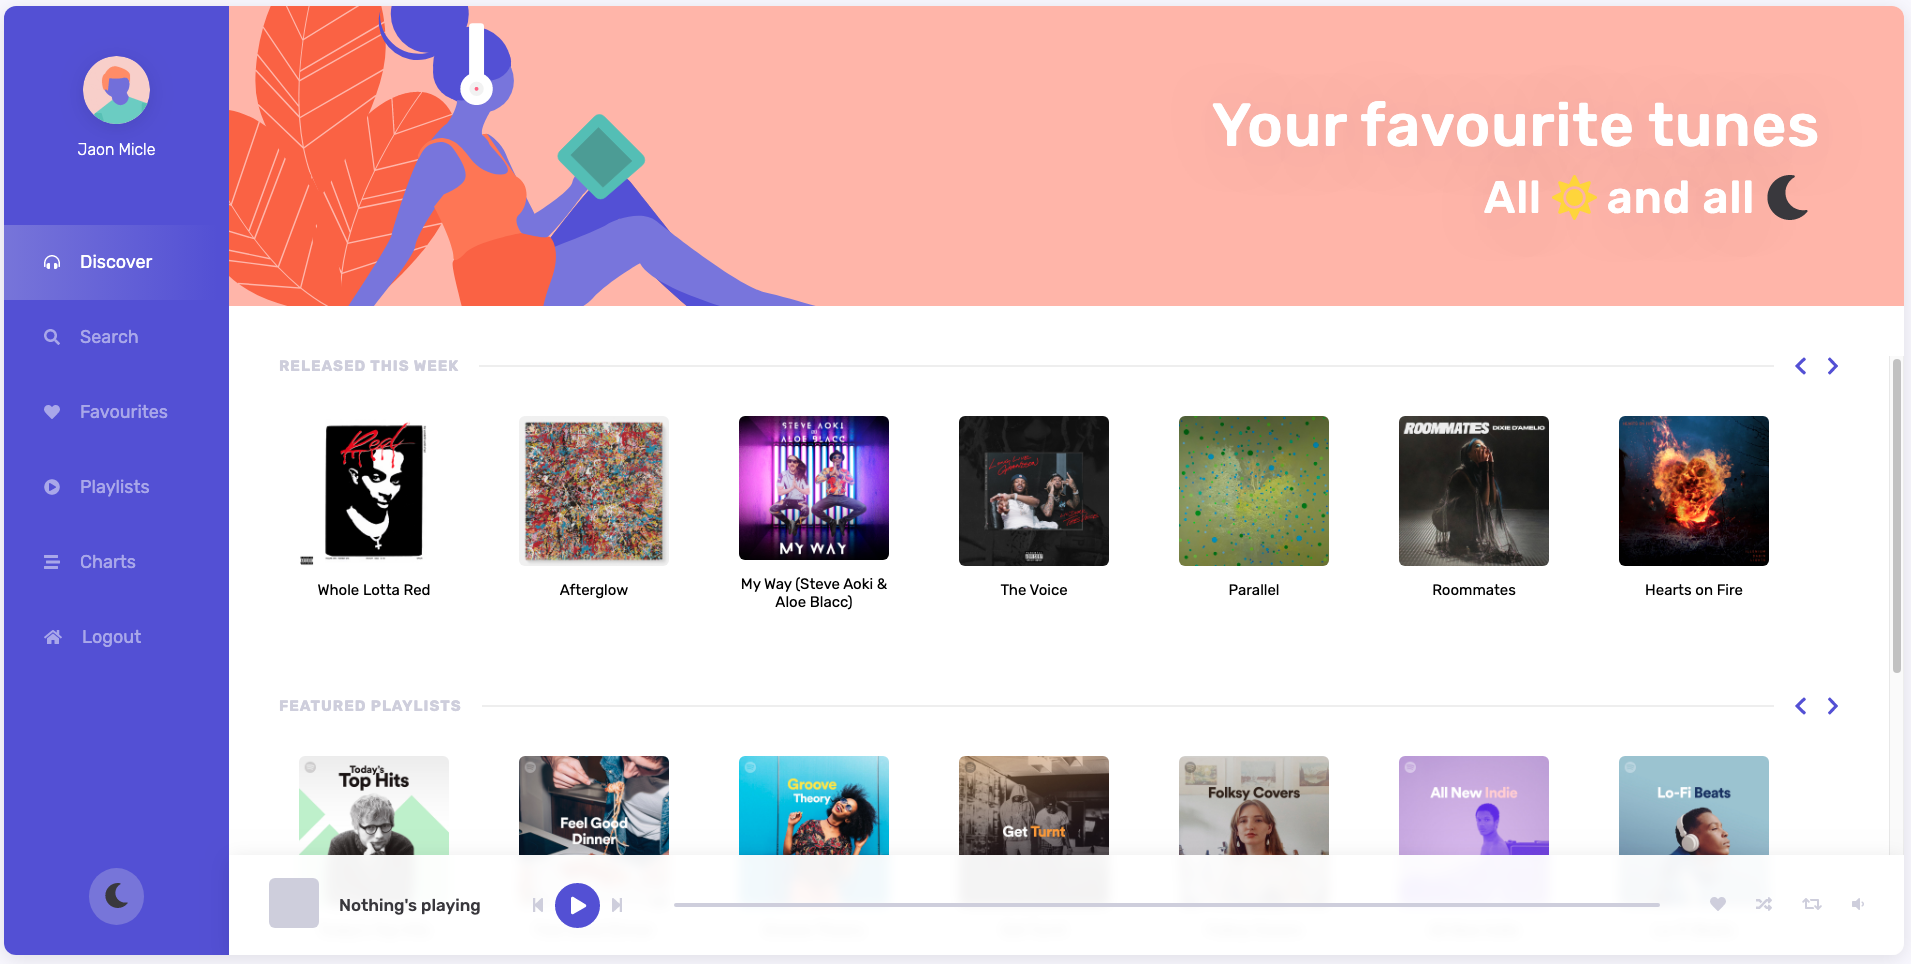 Jaon Micle
Discover
Search
Favourites
Playlists
Charts
Logout
Your favourite tunes
All and all
RELEASED THIS WEEK
Red
STEVE AOKI
ALOE BLACC
MY WAY
ROOMMATES DIXIE D'AMELIO
Whole Lotta Red
Afterglow
My Way (Steve Aoki &
Aloe Blacc)
The Voice
Parallel
Roommates
Hearts on Fire
FEATURED PLAYLISTS
Today's
Top Hits
Feel Good
Dinner
Groove
Theory
Get Turnt
Folksy Covers
All New Indie
Lo-Fi Beats
Nothing's playing